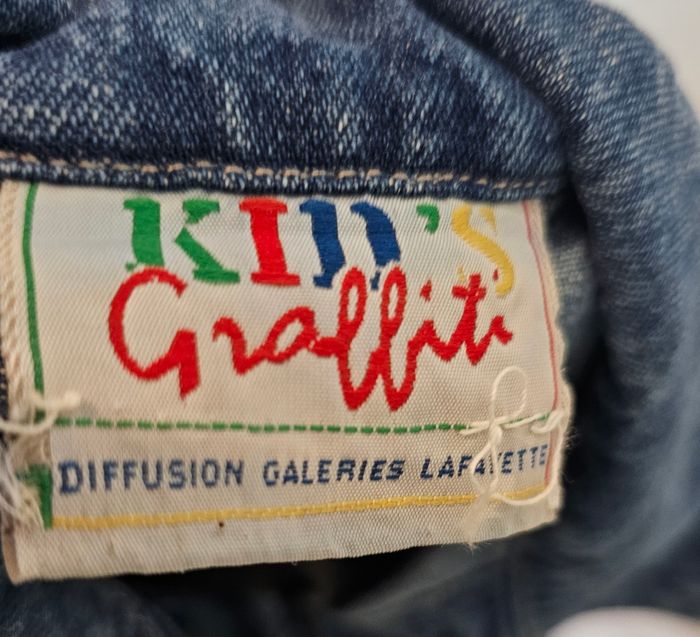 KID'S
Graffiti
DIFFUSION GALERIES LAFAYETTE